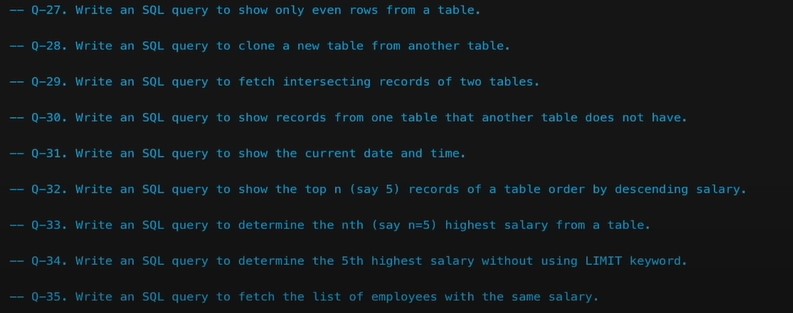 -- Q-27. Write an SQL query to show only even rows from a table.
-- Q-28. Write an SQL query to clone a new table from another table.
-- Q-29. Write an SQL query to fetch intersecting records of two tables.
-- Q-30. Write an SQL query to show records from one table that another table does not have.
-- Q-31. Write an SQL query to show the current date and time.
-- Q-32. Write an SQL query to show the top n (say 5) records of a table order by descending salary.
-- Q-33. Write an SQL query to determine the nth (say n=5) highest salary from a table.
-- Q-34. Write an SQL query to determine the 5th highest salary without using LIMIT keyword.
-- Q-35. Write an SQL query to fetch the list of employees with the same salary.